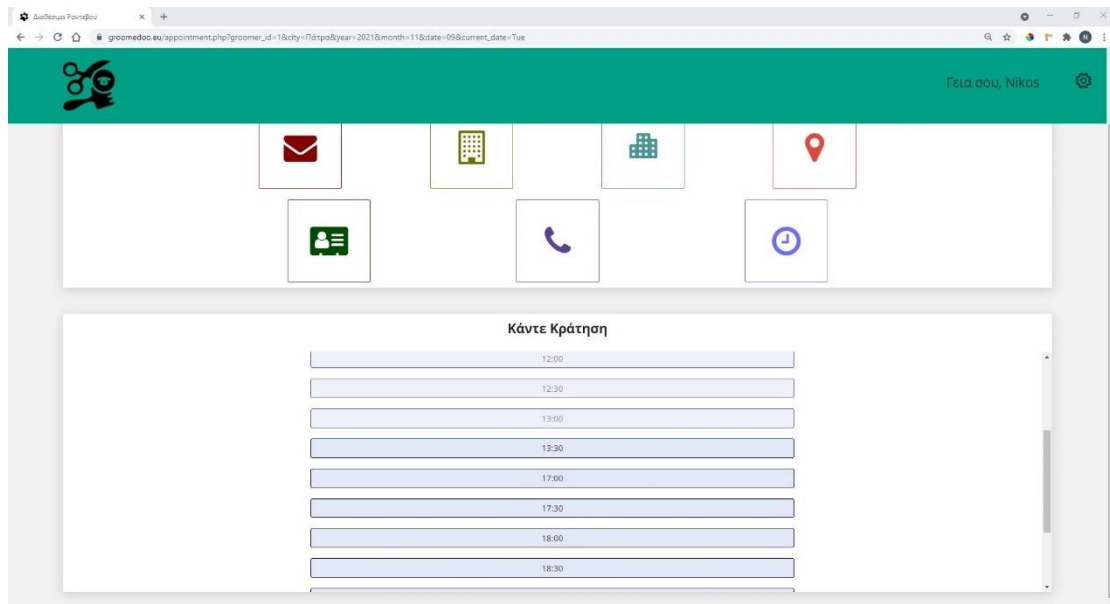 Διαθέσιμα Ραντεβού
groomedoo.eu/appointment.php?groomer_id=1&city=Πάτρα&year=2021&month=11&date=09&current_date=Tue
N
Γεια σου, Nikos
Κάντε Κράτηση
12:00
12:30
13:00
13:30
17:00
17:30
18:00
18:30